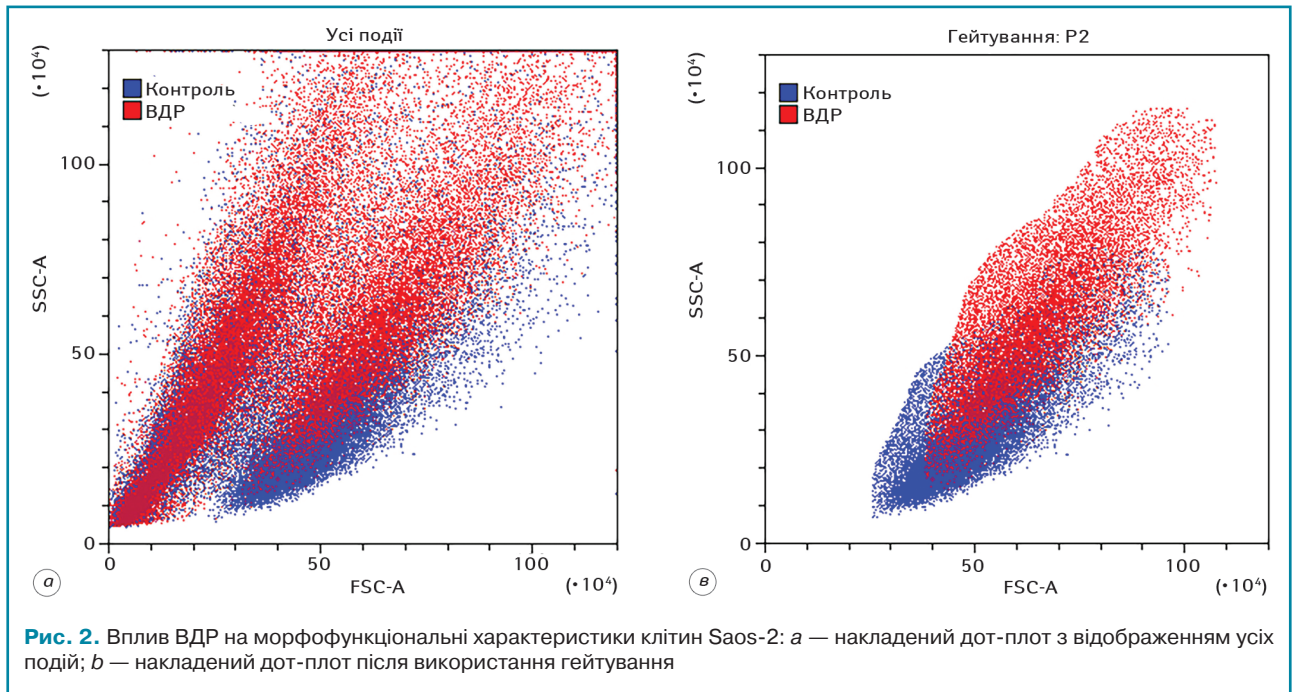 Усі події
(•10⁴)
Контроль
ВДР
100
50
0
SSC-A
0
50
100
FSC-A
(•10⁴)
а
Гейтування: P2
(•10⁴)
Контроль
ВДР
100
50
0
SSC-A
0
50
100
FSC-A
(•10⁴)
в
Рис. 2. Вплив ВДР на морфофункціональні характеристики клітин Saos-2: a — накладений дот-плот з відображенням усіх
подій; b — накладений дот-плот після використання гейтування